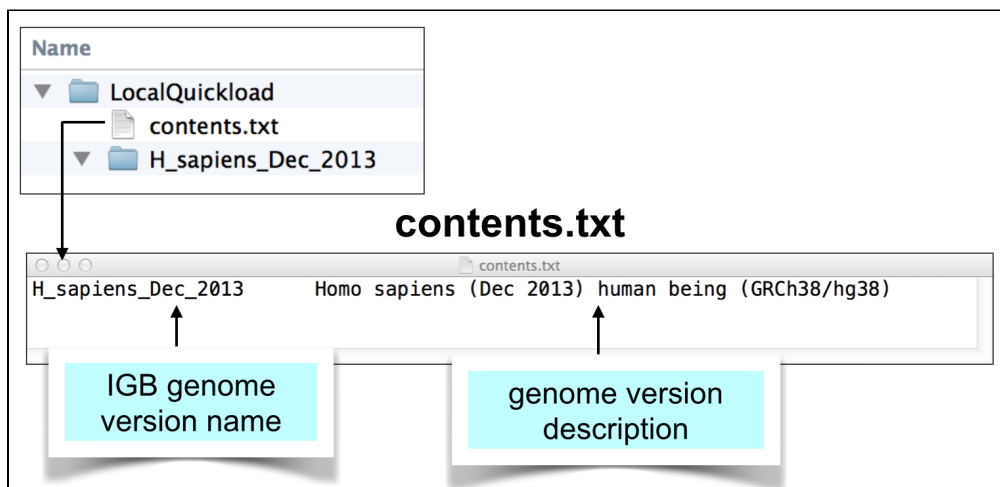 Name
LocalQuickload
contents.txt
H_sapiens_Dec_2013
contents.txt
contents.txt
H_sapiens_Dec_2013 Homo sapiens (Dec 2013) human being (GRCh38/hg38)
IGB genome
version name
genome version
description